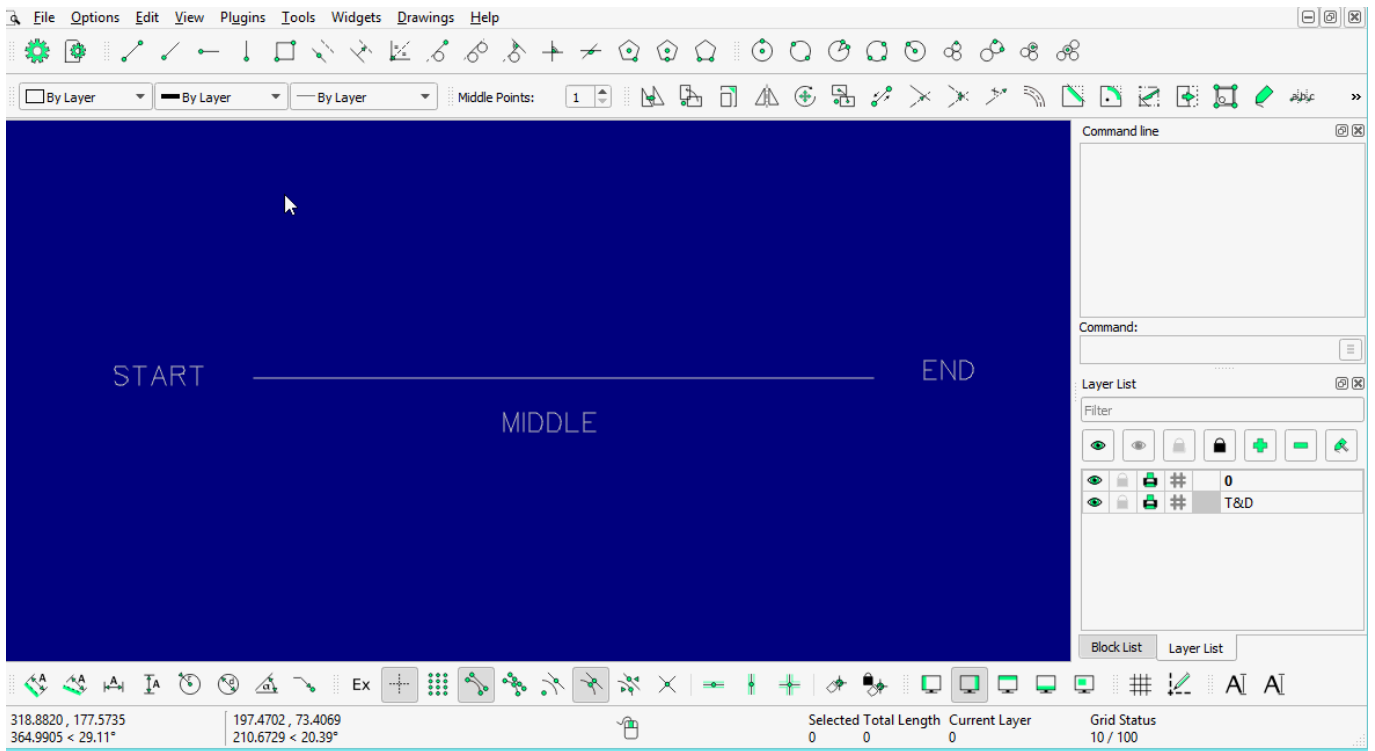 File Options Edit View Plugins Tools Widgets Drawings Help
By Layer By Layer By Layer Middle Points: 1 abc »
Command line
Command:
START END
MIDDLE
Layer List
Filter
0
T&D
Block List Layer List
A A A A α Ex A A
318.8820 , 177.5735 197.4702 , 73.4069 Selected Total Length Current Layer Grid Status
364.9905 < 29.11° 210.6729 < 20.39° 0 0 0 10 / 100